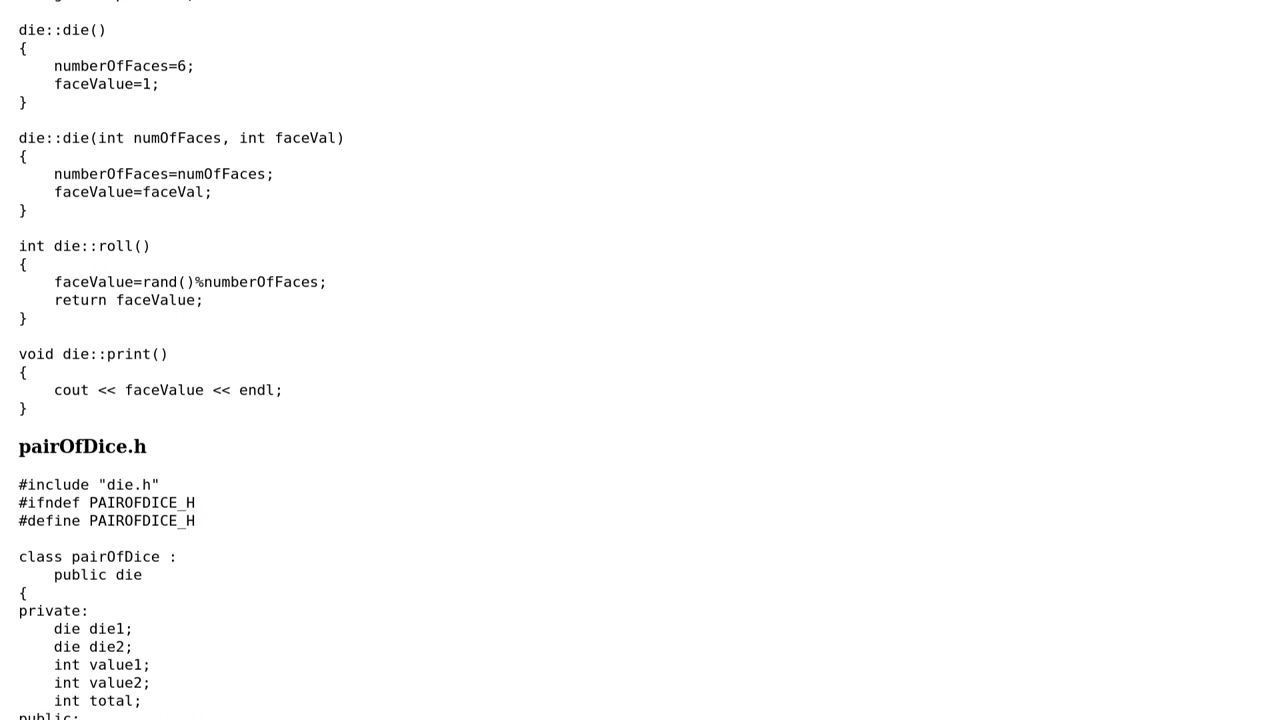 die::die()
{
    numberOfFaces=6;
    faceValue=1;
}
die::die(int numOfFaces, int faceVal)
{
    numberOfFaces=numOfFaces;
    faceValue=faceVal;
}
int die::roll()
{
    faceValue=rand()%numberOfFaces;
    return faceValue;
}
void die::print()
{
    cout << faceValue << endl;
}
pairOfDice.h
#include "die.h"
#ifndef PAIROFDICE_H
#define PAIROFDICE_H
class pairOfDice :
    public die
{
private:
    die die1;
    die die2;
    int value1;
    int value2;
    int total;
public: